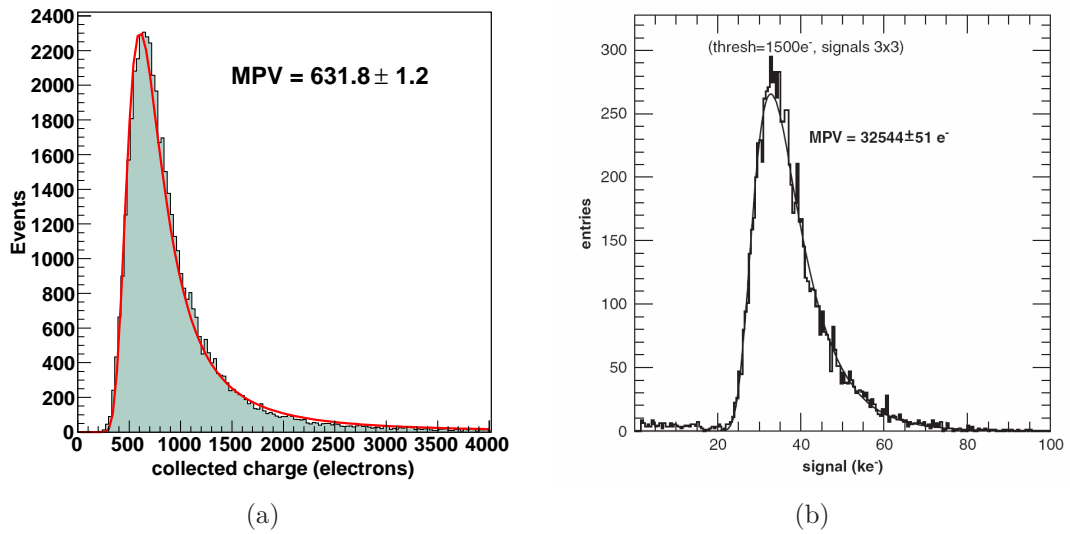 2400
2200
2000
1800
1600
1400
1200
1000
800
600
400
200
0
Events
MPV = 631.8 ± 1.2
0 500 1000 1500 2000 2500 3000 3500 4000
collected charge (electrons)
(a)
300
250
200
150
100
50
0
entries
(thresh=1500e-, signals 3x3)
MPV = 32544±51 e-
20 40 60 80 100
signal (ke-)
(b)